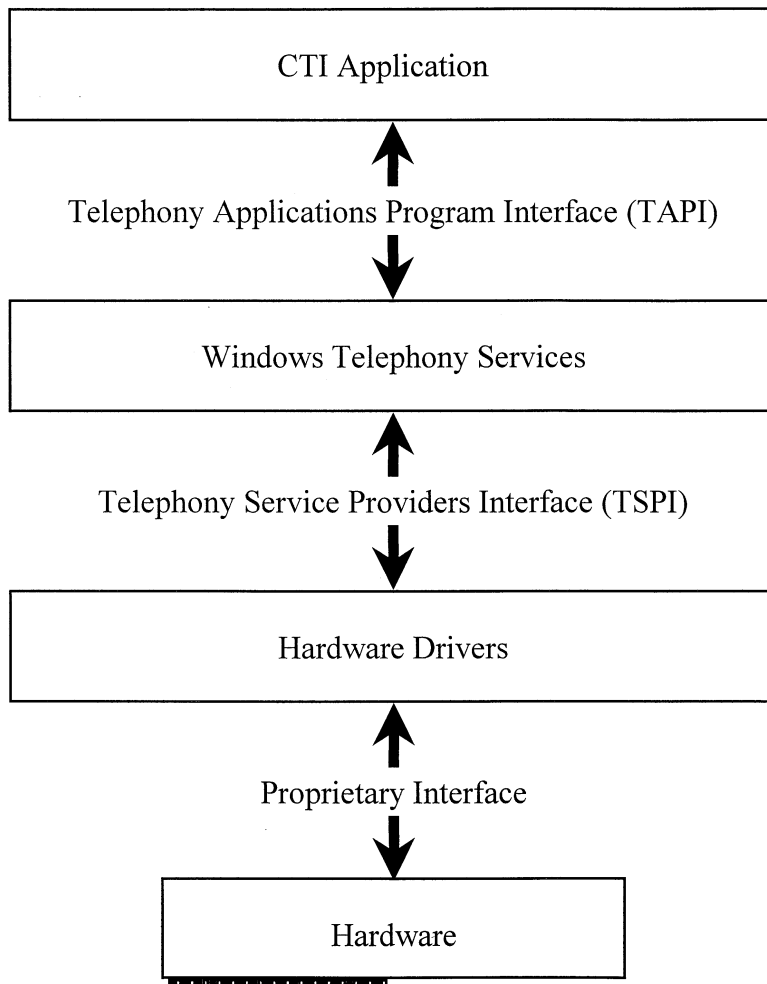 CTI Application
Telephony Applications Program Interface (TAPI)
Windows Telephony Services
Telephony Service Providers Interface (TSPI)
Hardware Drivers
Proprietary Interface
Hardware